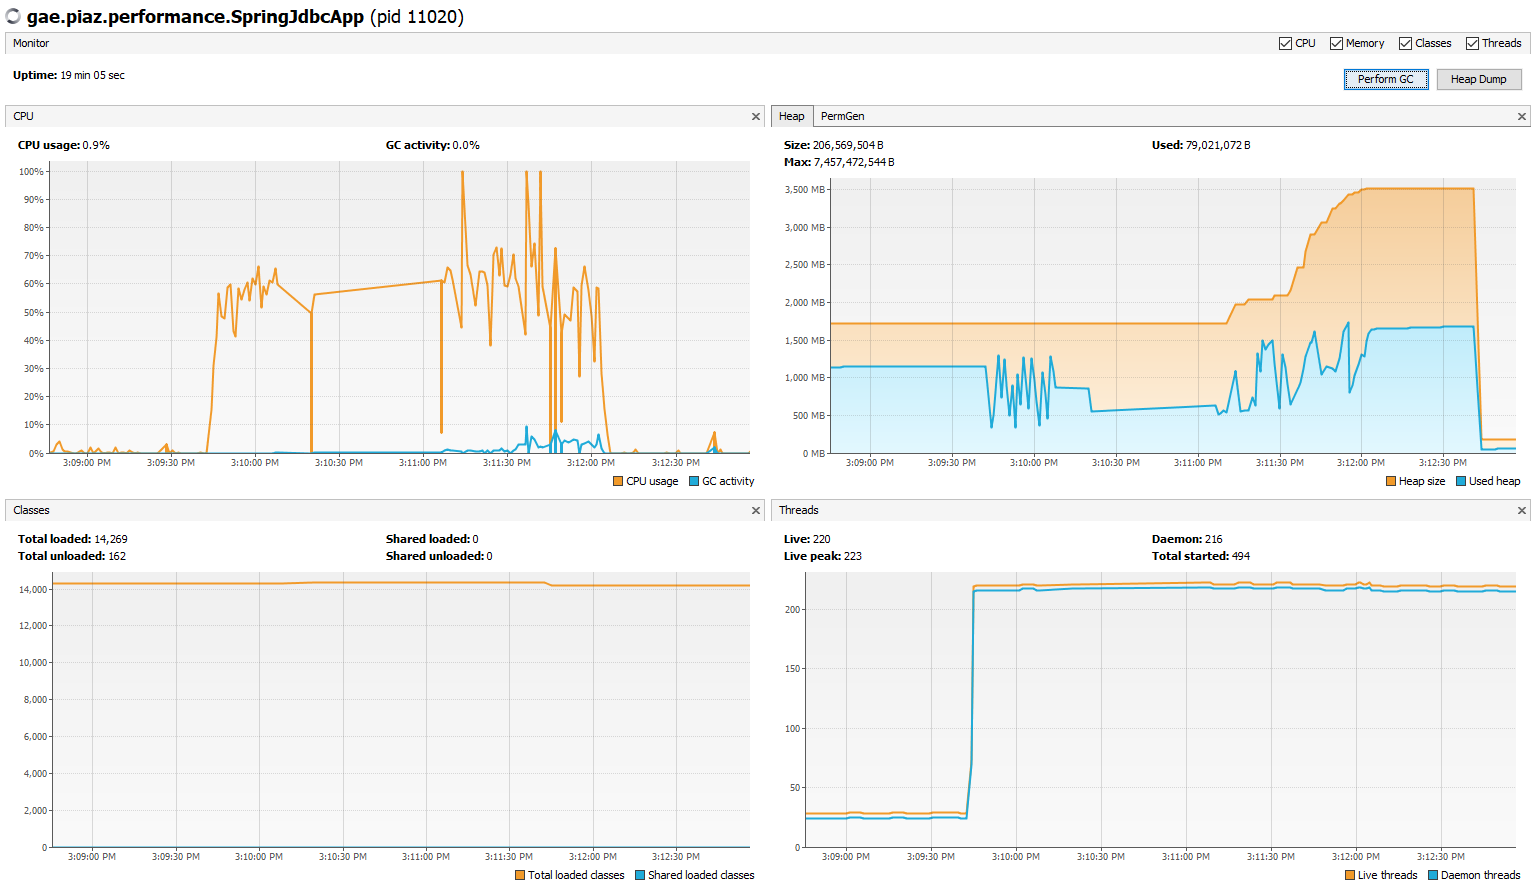 gae.piaz.performance.SpringJdbcApp (pid 11020)
Monitor
CPU Memory Classes Threads
Uptime: 19 min 05 sec
Perform GC Heap Dump
CPU
CPU usage: 0.9% GC activity: 0.0%
100%
90%
80%
70%
60%
50%
40%
30%
20%
10%
0%
3:09:00 PM 3:09:30 PM 3:10:00 PM 3:10:30 PM 3:11:00 PM 3:11:30 PM 3:12:00 PM 3:12:30 PM
CPU usage GC activity
Heap PermGen
Size: 206,569,504 B Used: 79,021,072 B
Max: 7,457,472,544 B
3,500 MB
3,000 MB
2,500 MB
2,000 MB
1,500 MB
1,000 MB
500 MB
0 MB
3:09:00 PM 3:09:30 PM 3:10:00 PM 3:10:30 PM 3:11:00 PM 3:11:30 PM 3:12:00 PM 3:12:30 PM
Heap size Used heap
Classes
Total loaded: 14,269 Shared loaded: 0
Total unloaded: 162 Shared unloaded: 0
14,000
12,000
10,000
8,000
6,000
4,000
2,000
0
3:09:00 PM 3:09:30 PM 3:10:00 PM 3:10:30 PM 3:11:00 PM 3:11:30 PM 3:12:00 PM 3:12:30 PM
Total loaded classes Shared loaded classes
Threads
Live: 220 Daemon: 216
Live peak: 223 Total started: 494
200
150
100
50
0
3:09:00 PM 3:09:30 PM 3:10:00 PM 3:10:30 PM 3:11:00 PM 3:11:30 PM 3:12:00 PM 3:12:30 PM
Live threads Daemon threads